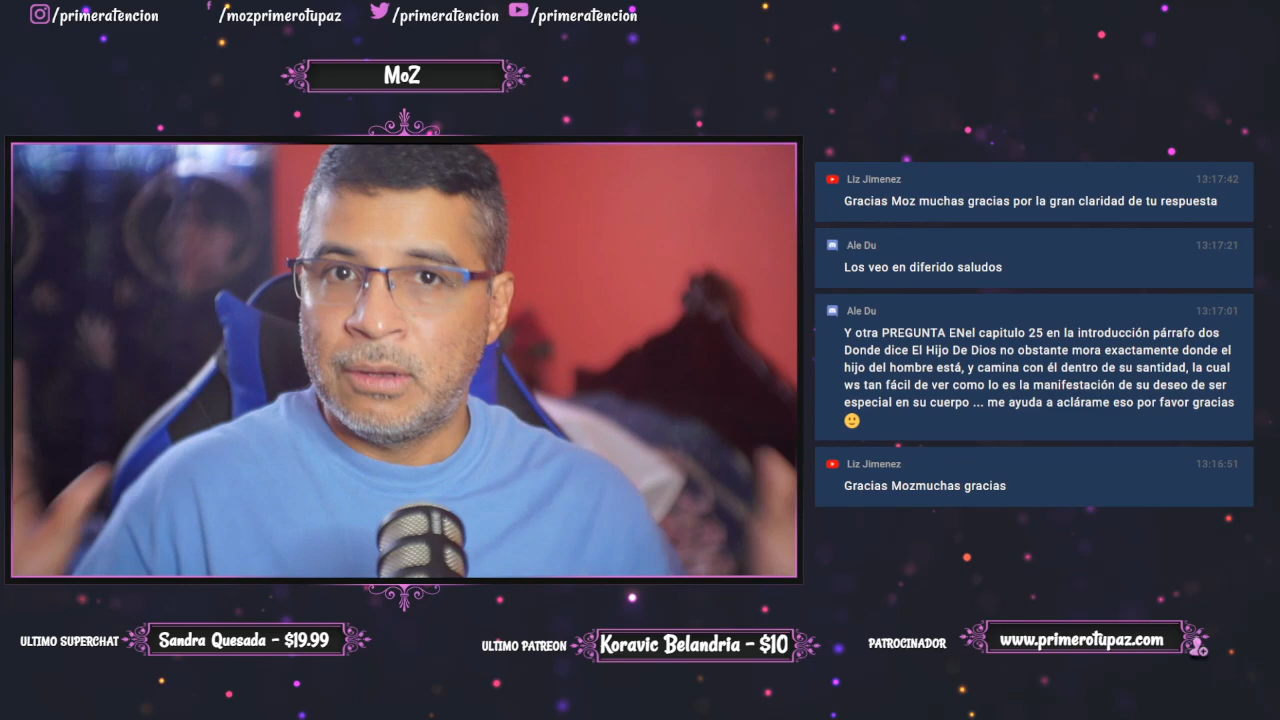 /primeratencion
/mozprimerotupaz
/primeratencion
/primeratencion
MoZ
Liz Jimenez
13:17:42
Gracias Moz muchas gracias por la gran claridad de tu respuesta
Ale Du
13:17:21
Los veo en diferido saludos
Ale Du
13:17:01
Y otra PREGUNTA ENel capitulo 25 en la introducción párrafo dos
Donde dice El Hijo De Dios no obstante mora exactamente donde el
hijo del hombre está, y camina con él dentro de su santidad, la cual
ws tan fácil de ver como lo es la manifestación de su deseo de ser
especial en su cuerpo ... me ayuda a aclárame eso por favor gracias
Liz Jimenez
13:16:51
Gracias Mozmuchas gracias
ULTIMO SUPERCHAT
Sandra Quesada - $19.99
ULTIMO PATREON
Koravic Belandria - $10
PATROCINADOR
www.primerotupaz.com